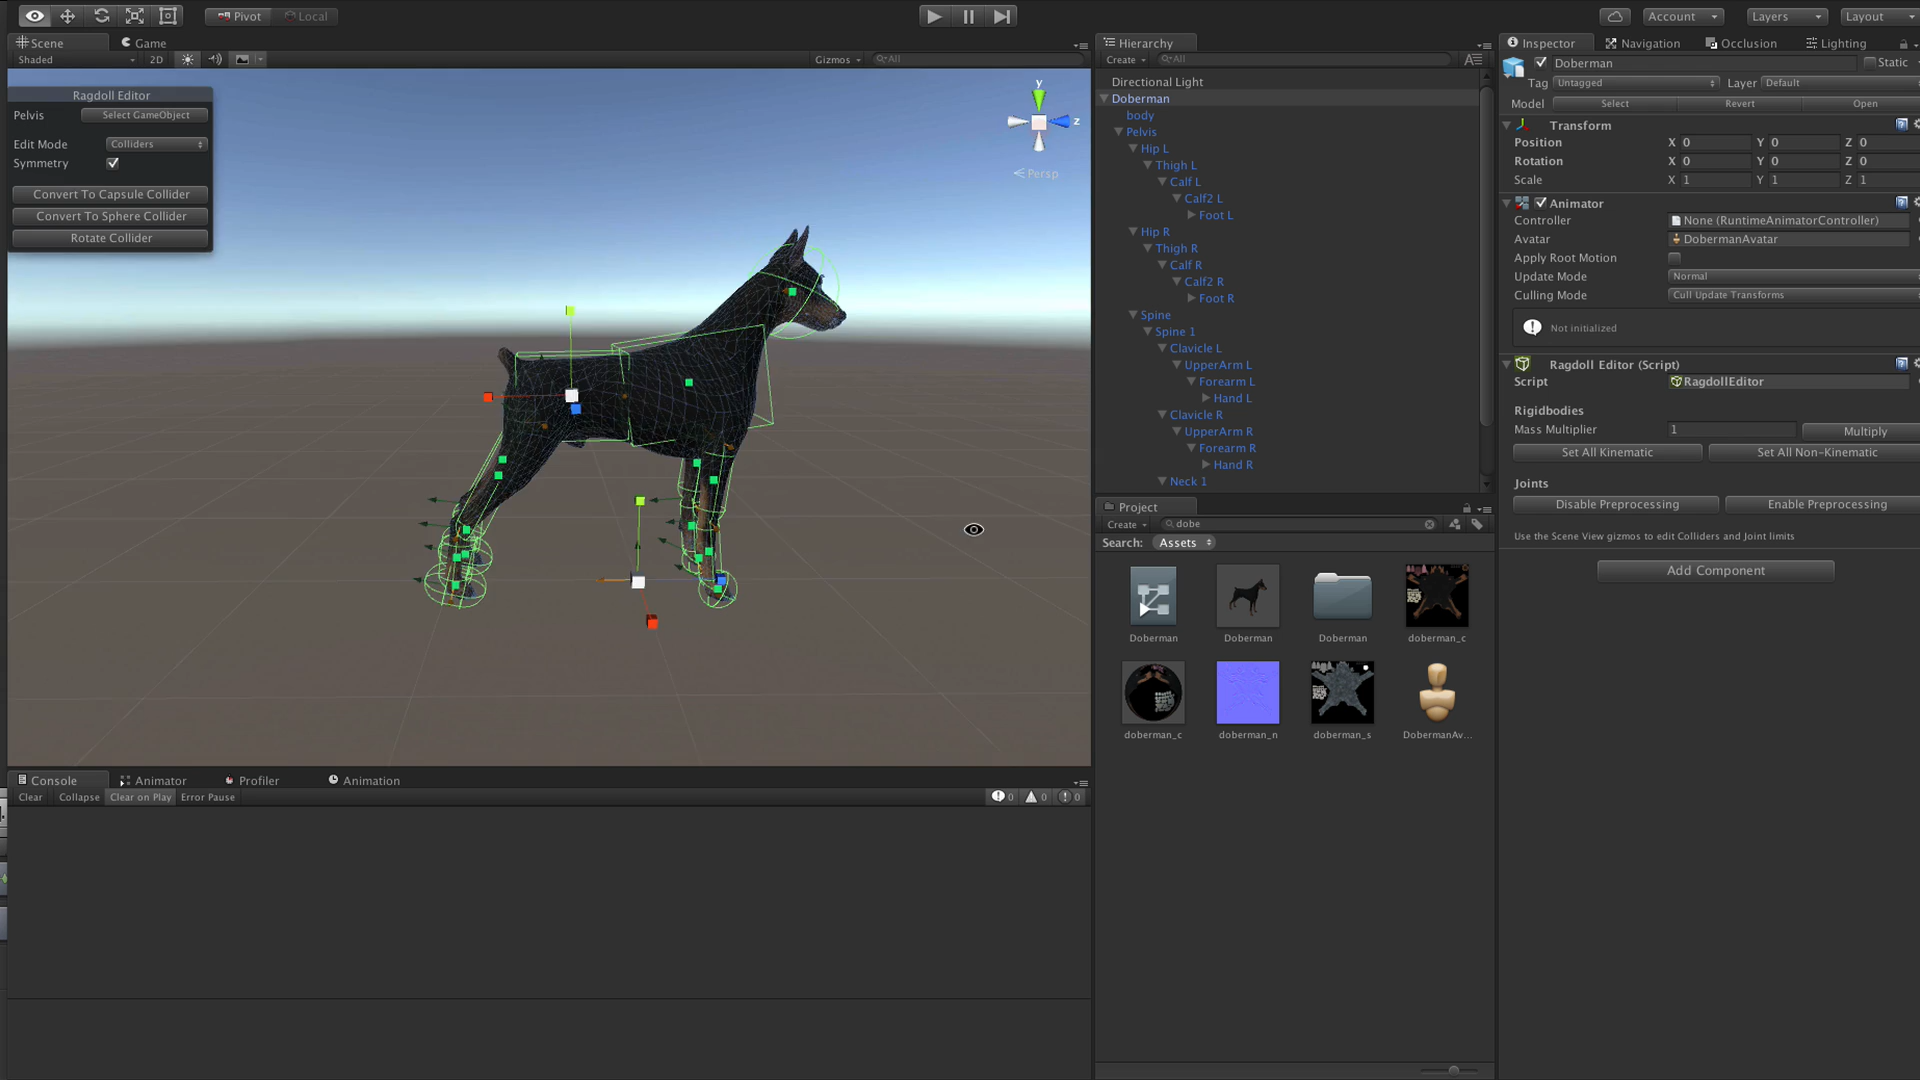 Pivot Local Account Layers Layout
Scene Game
Shaded 2D Gizmos All
Ragdoll Editor
Pelvis Select GameObject
Edit Mode Colliders
Symmetry
Convert To Capsule Collider
Convert To Sphere Collider
Rotate Collider
y
z
Persp
Console Animator Profiler Animation
Clear Collapse Clear on Play Error Pause 0 0 0
Hierarchy
Create All
Directional Light
Doberman
body
Pelvis
Hip L
Thigh L
Calf L
Calf2 L
Foot L
Hip R
Thigh R
Calf R
Calf2 R
Foot R
Spine
Spine 1
Clavicle L
UpperArm L
Forearm L
Hand L
Clavicle R
UpperArm R
Forearm R
Hand R
Neck 1
Project
Create dobe
Search: Assets
Doberman Doberman Doberman doberman_c
doberman_c doberman_n doberman_s DobermanAv...
Inspector Navigation Occlusion Lighting
Doberman Static
Tag Untagged Layer Default
Model Select Revert Open
Transform
Position X 0 Y 0 Z 0
Rotation X 0 Y 0 Z 0
Scale X 1 Y 1 Z 1
Animator
Controller None (RuntimeAnimatorController)
Avatar DobermanAvatar
Apply Root Motion
Update Mode Normal
Culling Mode Cull Update Transforms
Not initialized
Ragdoll Editor (Script)
Script RagdollEditor
Rigidbodies
Mass Multiplier 1 Multiply
Set All Kinematic Set All Non-Kinematic
Joints
Disable Preprocessing Enable Preprocessing
Use the Scene View gizmos to edit Colliders and Joint limits
Add Component